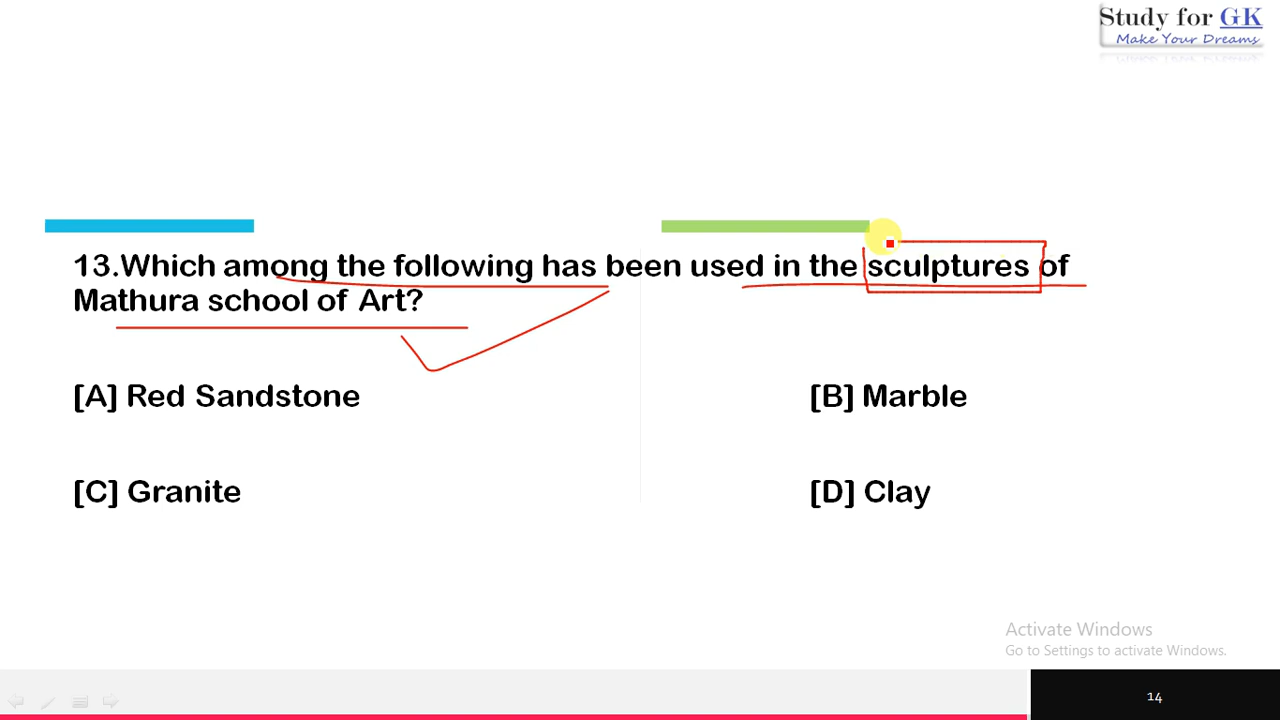 Study for GK
Make Your Dreams
13.Which among the following has been used in the sculptures of
Mathura school of Art?
[A] Red Sandstone
[B] Marble
[C] Granite
[D] Clay
Activate Windows
Go to Settings to activate Windows.
14